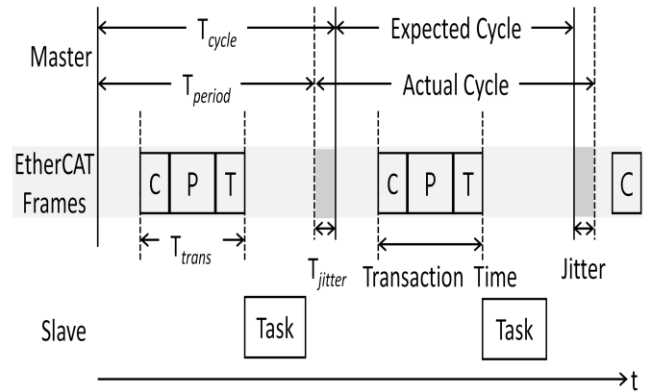 T_cycle Expected Cycle
Master
T_period Actual Cycle
EtherCAT
Frames
C P T C P T C
T_trans T_jitter Transaction Time Jitter
Slave Task Task
t